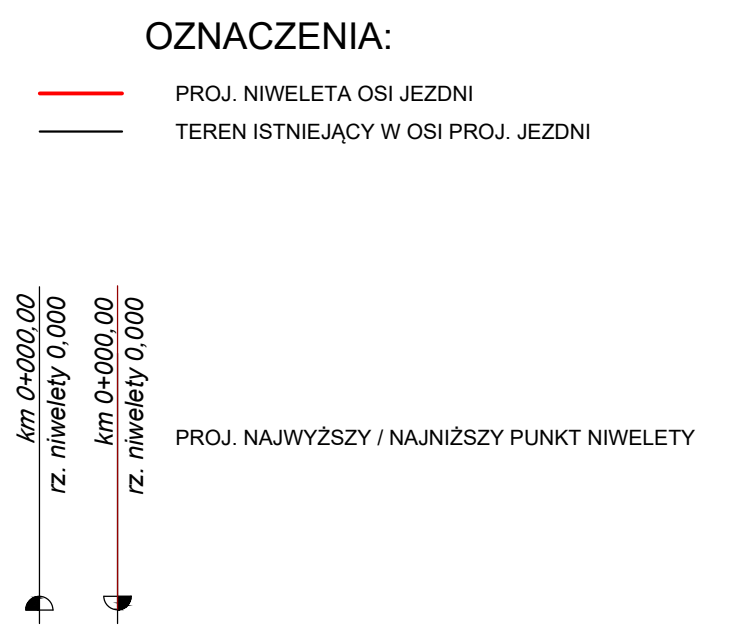 OZNACZENIA:
PROJ. NIWELETA OSI JEZDNI
TEREN ISTNIEJĄCY W OSI PROJ. JEZDNI
km 0+000,00
rz. niwelety 0,000
km 0+000,00
rz. niwelety 0,000
PROJ. NAJWYŻSZY / NAJNIŻSZY PUNKT NIWELETY